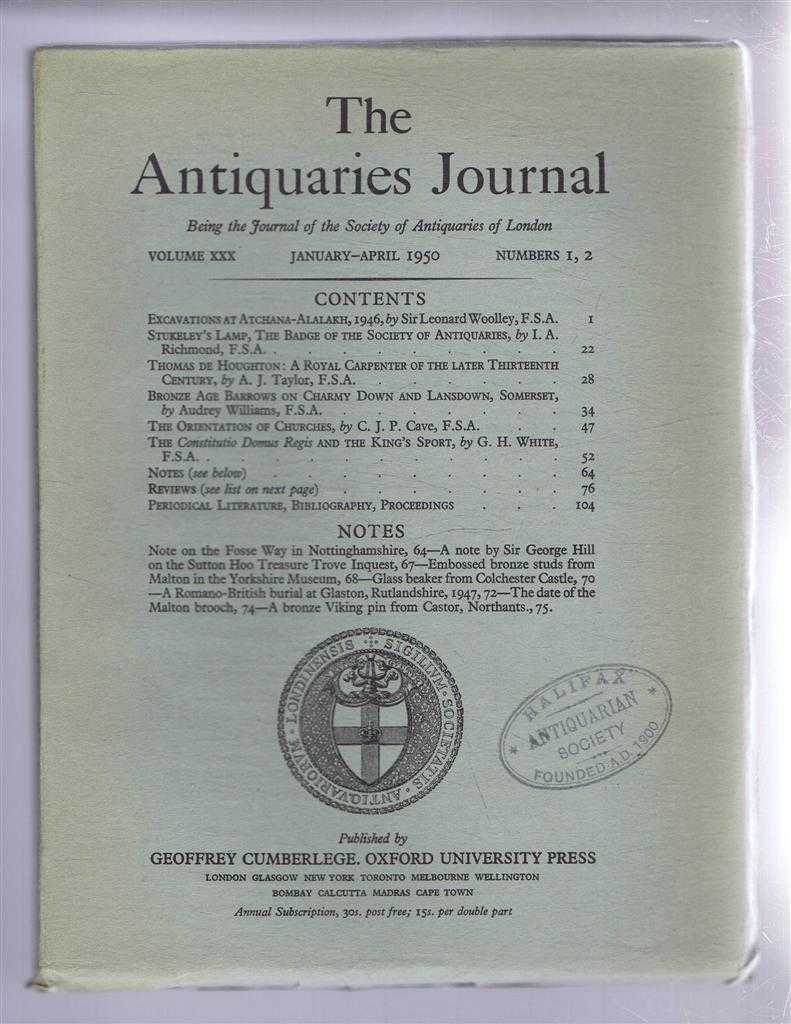 The
Antiquaries Journal
Being the Journal of the Society of Antiquaries of London
VOLUME XXX JANUARY–APRIL 1950 NUMBERS 1, 2
CONTENTS
EXCAVATIONS AT ATCHANA-ALALAKH, 1946, by Sir Leonard Woolley, F.S.A. 1
STUKELEY'S LAMP, THE BADGE OF THE SOCIETY OF ANTIQUARIES, by I. A.
Richmond, F.S.A. . . . . . . . . 22
THOMAS DE HOUGHTON: A ROYAL CARPENTER OF THE LATER THIRTEENTH
CENTURY, by A. J. Taylor, F.S.A. . . . . . . 28
BRONZE AGE BARROWS ON CHARMY DOWN AND LANSDOWN, SOMERSET,
by Audrey Williams, F.S.A. . . . . . . . 34
THE ORIENTATION OF CHURCHES, by C. J. P. CAVE, F.S.A. . . 47
THE Constitutio Domus Regis AND THE KING'S SPORT, by G. H. WHITE,
F.S.A. . . . . . . . . . . 52
NOTES (see below) . . . . . . . . . 64
REVIEWS (see list on next page) . . . . . . . 76
PERIODICAL LITERATURE, BIBLIOGRAPHY, PROCEEDINGS . . . 104
NOTES
Note on the Fosse Way in Nottinghamshire, 64—A note by Sir George Hill
on the Sutton Hoo Treasure Trove Inquest, 67—Embossed bronze studs from
Malton in the Yorkshire Museum, 68—Glass beaker from Colchester Castle, 70
—A Romano-British burial at Glaston, Rutlandshire, 1947, 72—The date of the
Malton brooch, 74—A bronze Viking pin from Castor, Northants., 75.
SIGILLVM · SOCIETATIS · ANTIQVARIORVM · LONDINENSIS
HALIFAX
* ANTIQUARIAN *
SOCIETY
FOUNDED A.D. 1900
Published by
GEOFFREY CUMBERLEGE. OXFORD UNIVERSITY PRESS
LONDON GLASGOW NEW YORK TORONTO MELBOURNE WELLINGTON
BOMBAY CALCUTTA MADRAS CAPE TOWN
Annual Subscription, 30s. post free; 15s. per double part